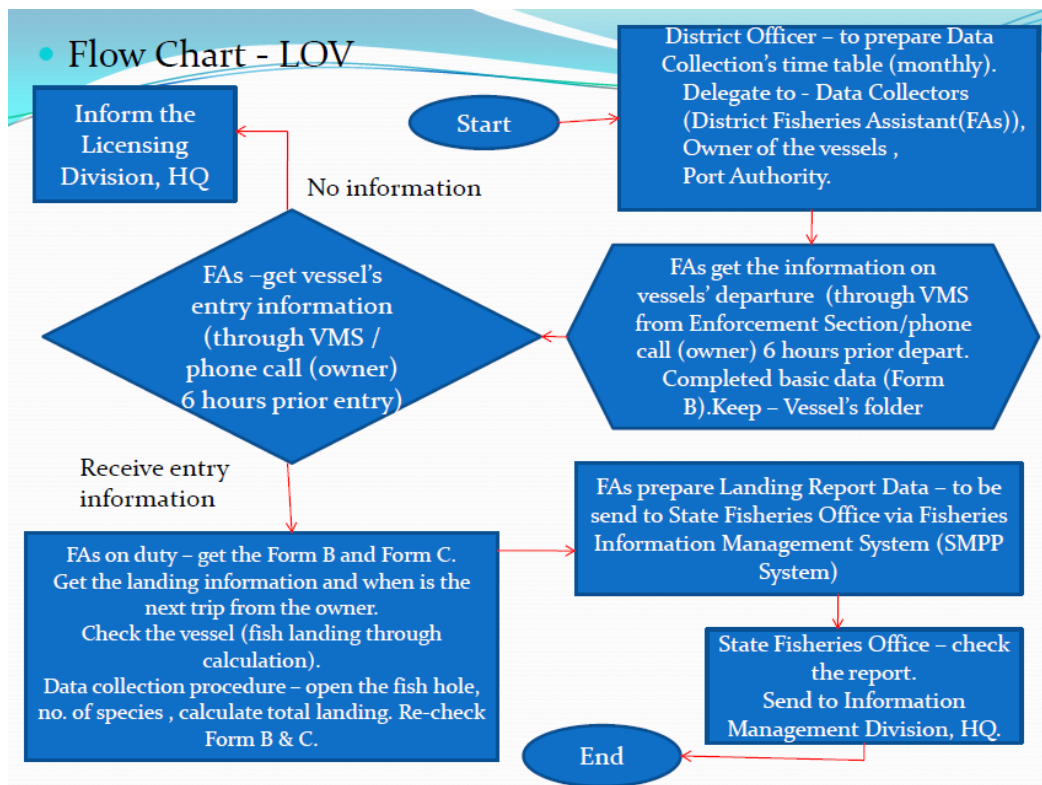 • Flow Chart - LOV
Start
District Officer – to prepare Data
Collection's time table (monthly).
Delegate to - Data Collectors
(District Fisheries Assistant(FAs)),
Owner of the vessels ,
Port Authority.
FAs get the information on
vessels' departure (through VMS
from Enforcement Section/phone
call (owner) 6 hours prior depart.
Completed basic data (Form
B).Keep – Vessel's folder
FAs –get vessel's
entry information
(through VMS /
phone call (owner)
6 hours prior entry)
No information
Inform the
Licensing
Division, HQ
Receive entry
information
FAs on duty – get the Form B and Form C.
Get the landing information and when is the
next trip from the owner.
Check the vessel (fish landing through
calculation).
Data collection procedure – open the fish hole,
no. of species , calculate total landing. Re-check
Form B & C.
FAs prepare Landing Report Data – to be
send to State Fisheries Office via Fisheries
Information Management System (SMPP
System)
State Fisheries Office – check
the report.
Send to Information
Management Division, HQ.
End